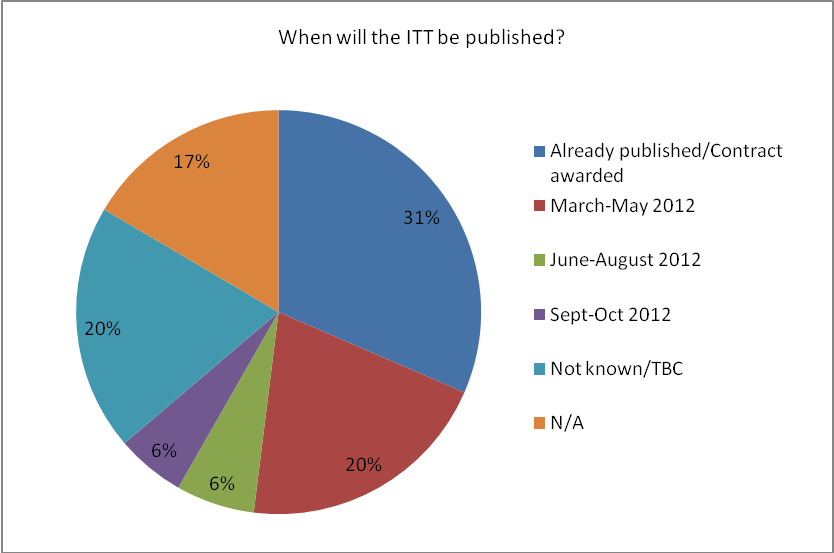 When will the ITT be published?
17%
31%
20%
6%
6%
20%
Already published/Contract
awarded
March-May 2012
June-August 2012
Sept-Oct 2012
Not known/TBC
N/A